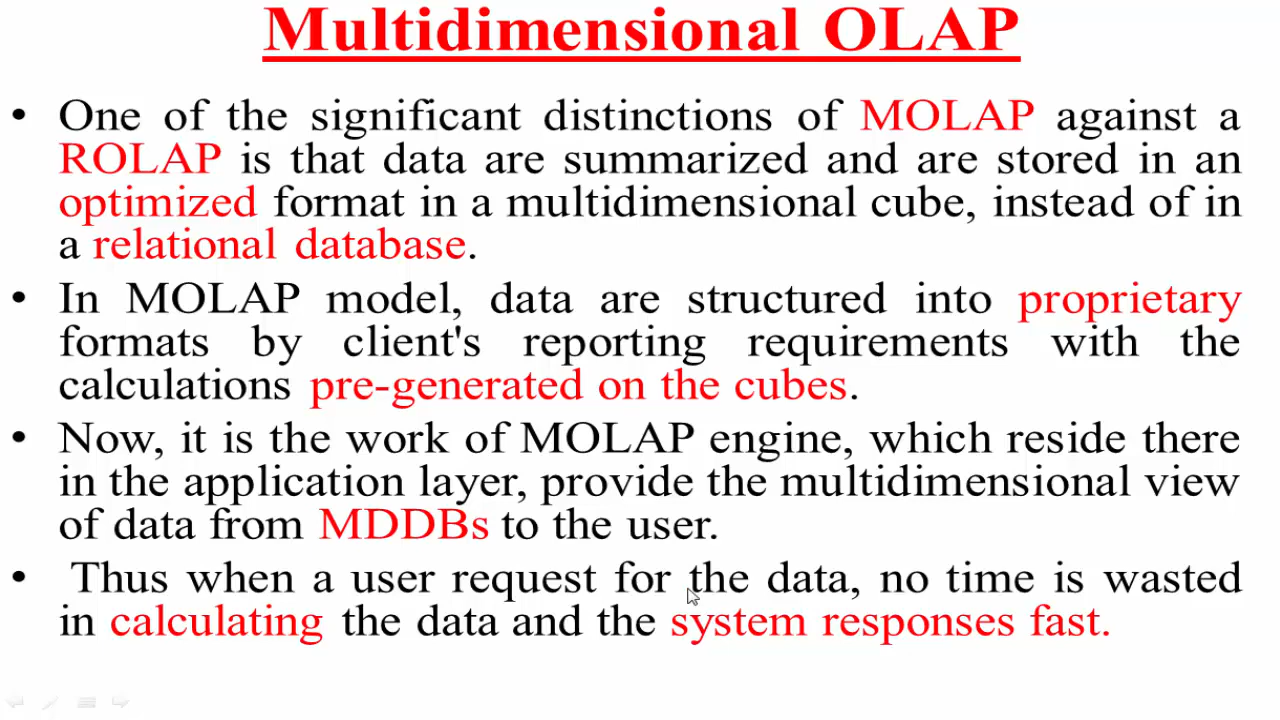 Multidimensional OLAP
• One of the significant distinctions of MOLAP against a
ROLAP is that data are summarized and are stored in an
optimized format in a multidimensional cube, instead of in
a relational database.
• In MOLAP model, data are structured into proprietary
formats by client's reporting requirements with the
calculations pre-generated on the cubes.
• Now, it is the work of MOLAP engine, which reside there
in the application layer, provide the multidimensional view
of data from MDDBs to the user.
• Thus when a user request for the data, no time is wasted
in calculating the data and the system responses fast.